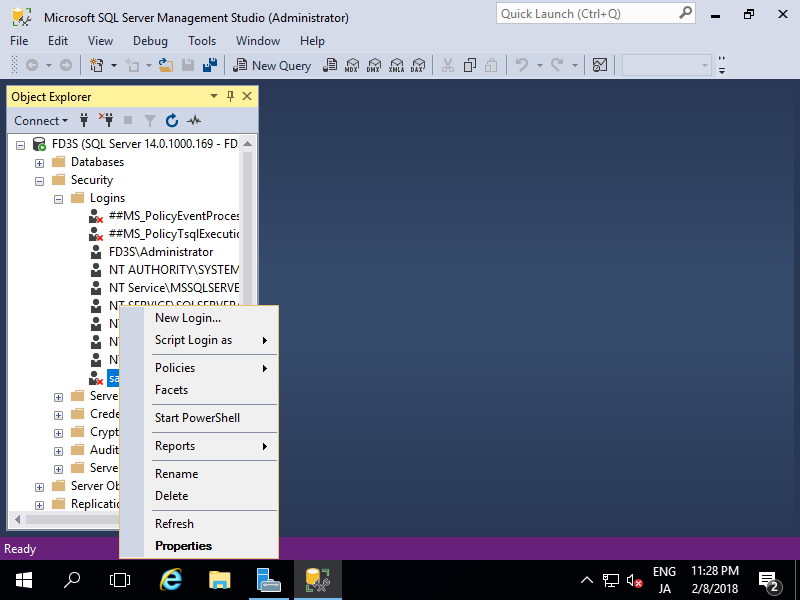 Microsoft SQL Server Management Studio (Administrator)
Quick Launch (Ctrl+Q)
File Edit View Debug Tools Window Help
New Query MDX DMX XMLA DAX
Object Explorer
Connect
FD3S (SQL Server 14.0.1000.169 - FD
Databases
Security
Logins
##MS_PolicyEventProces
##MS_PolicyTsqlExecutio
FD3S\Administrator
NT AUTHORITY\SYSTEM
NT Service\MSSQLSERVE
NT SERVICE\SQLSERVERA
NT
NT
NT
sa
Serve
Crede
Crypt
Audit
Serve
Server Ob
Replicatio
New Login...
Script Login as
Policies
Facets
Start PowerShell
Reports
Rename
Delete
Refresh
Properties
Ready
ENG
JA
11:28 PM
2/8/2018
2